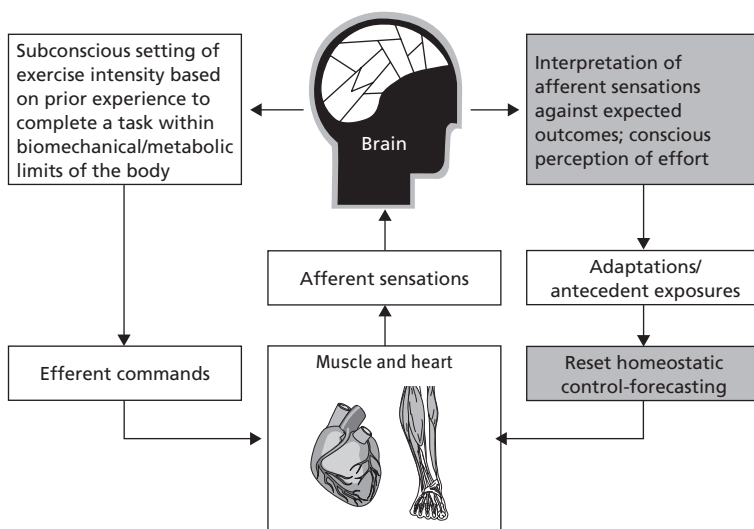 Subconscious setting of
exercise intensity based
on prior experience to
complete a task within
biomechanical/metabolic
limits of the body
Brain
Interpretation of
afferent sensations
against expected
outcomes; conscious
perception of effort
Afferent sensations
Adaptations/
antecedent exposures
Efferent commands
Muscle and heart
Reset homeostatic
control-forecasting